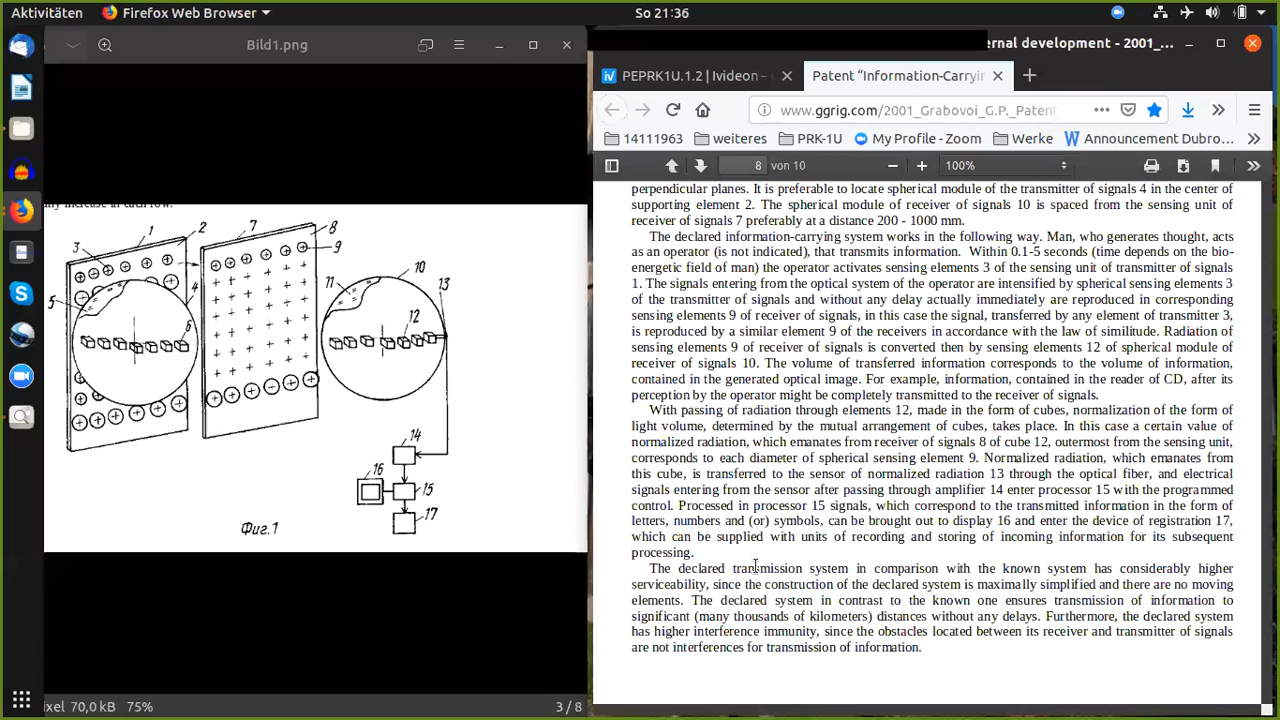 Aktivitäten
Firefox Web Browser
So 21:36
Bild1.png
ernal development - 2001_...
PEPRK1U.1.2 | Ivideon –
Patent “Information-Carryin
www.ggrig.com/2001_Grabovoi_G.P._Paten
14111963
weiteres
PRK-1U
My Profile - Zoom
Werke
Announcement Dubro...
8 von 10
100%
perpendicular planes. It is preferable to locate spherical module of the transmitter of signals 4 in the center of
supporting element 2. The spherical module of receiver of signals 10 is spaced from the sensing unit of
receiver of signals 7 preferably at a distance 200 - 1000 mm.
The declared information-carrying system works in the following way. Man, who generates thought, acts
as an operator (is not indicated), that transmits information. Within 0.1-5 seconds (time depends on the bio-
energetic field of man) the operator activates sensing elements 3 of the sensing unit of transmitter of signals
1. The signals entering from the optical system of the operator are intensified by spherical sensing elements 3
of the transmitter of signals and without any delay actually immediately are reproduced in corresponding
sensing elements 9 of receiver of signals, in this case the signal, transferred by any element of transmitter 3,
is reproduced by a similar element 9 of the receivers in accordance with the law of similitude. Radiation of
sensing elements 9 of receiver of signals is converted then by sensing elements 12 of spherical module of
receiver of signals 10. The volume of transferred information corresponds to the volume of information,
contained in the generated optical image. For example, information, contained in the reader of CD, after its
perception by the operator might be completely transmitted to the receiver of signals.
With passing of radiation through elements 12, made in the form of cubes, normalization of the form of
light volume, determined by the mutual arrangement of cubes, takes place. In this case a certain value of
normalized radiation, which emanates from receiver of signals 8 of cube 12, outermost from the sensing unit,
corresponds to each diameter of spherical sensing element 9. Normalized radiation, which emanates from
this cube, is transferred to the sensor of normalized radiation 13 through the optical fiber, and electrical
signals entering from the sensor after passing through amplifier 14 enter processor 15 with the programmed
control. Processed in processor 15 signals, which correspond to the transmitted information in the form of
letters, numbers and (or) symbols, can be brought out to display 16 and enter the device of registration 17,
which can be supplied with units of recording and storing of incoming information for its subsequent
processing.
The declared transmission system in comparison with the known system has considerably higher
serviceability, since the construction of the declared system is maximally simplified and there are no moving
elements. The declared system in contrast to the known one ensures transmission of information to
significant (many thousands of kilometers) distances without any delays. Furthermore, the declared system
has higher interference immunity, since the obstacles located between its receiver and transmitter of signals
are not interferences for transmission of information.
1
2
3
4
5
6
7
8
9
10
11
12
13
14
15
16
17
Фиг.1
ixel 70,0 kB 75%
3 / 8